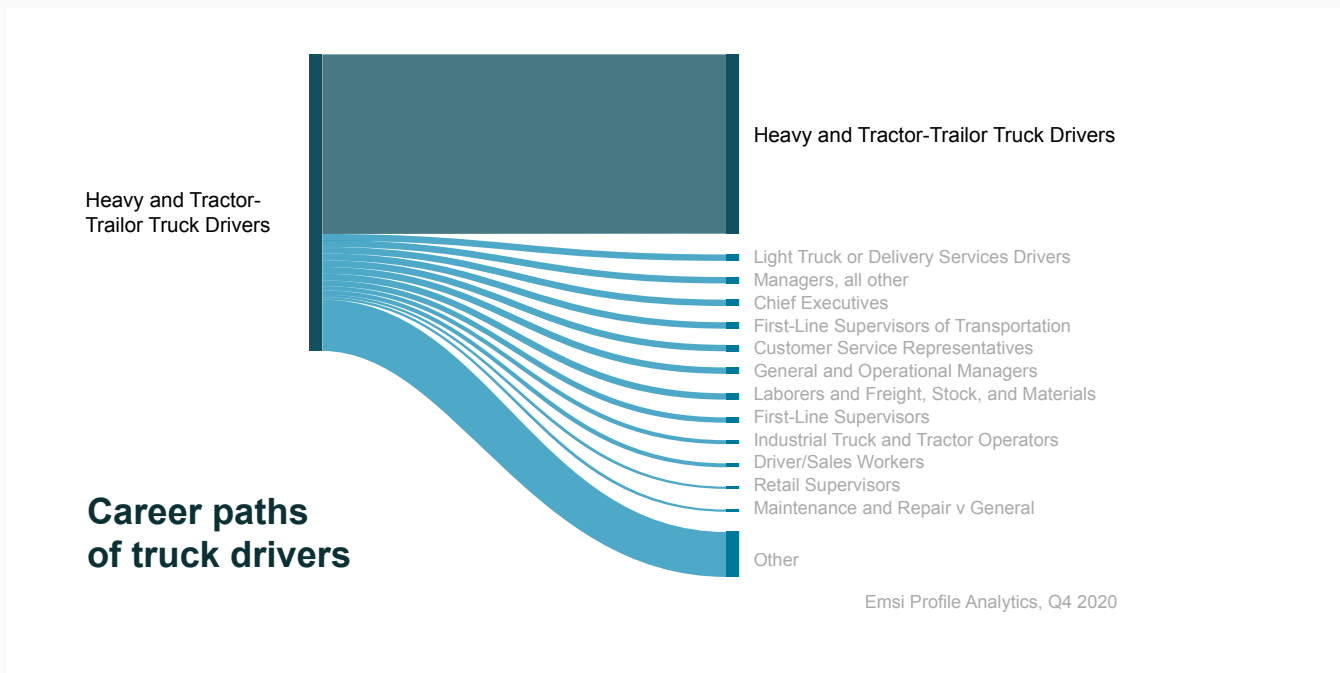 Heavy and Tractor-
Trailor Truck Drivers
Heavy and Tractor-Trailor Truck Drivers
Light Truck or Delivery Services Drivers
Managers, all other
Chief Executives
First-Line Supervisors of Transportation
Customer Service Representatives
General and Operational Managers
Laborers and Freight, Stock, and Materials
First-Line Supervisors
Industrial Truck and Tractor Operators
Driver/Sales Workers
Retail Supervisors
Maintenance and Repair v General
Other
Career paths
of truck drivers
Emsi Profile Analytics, Q4 2020